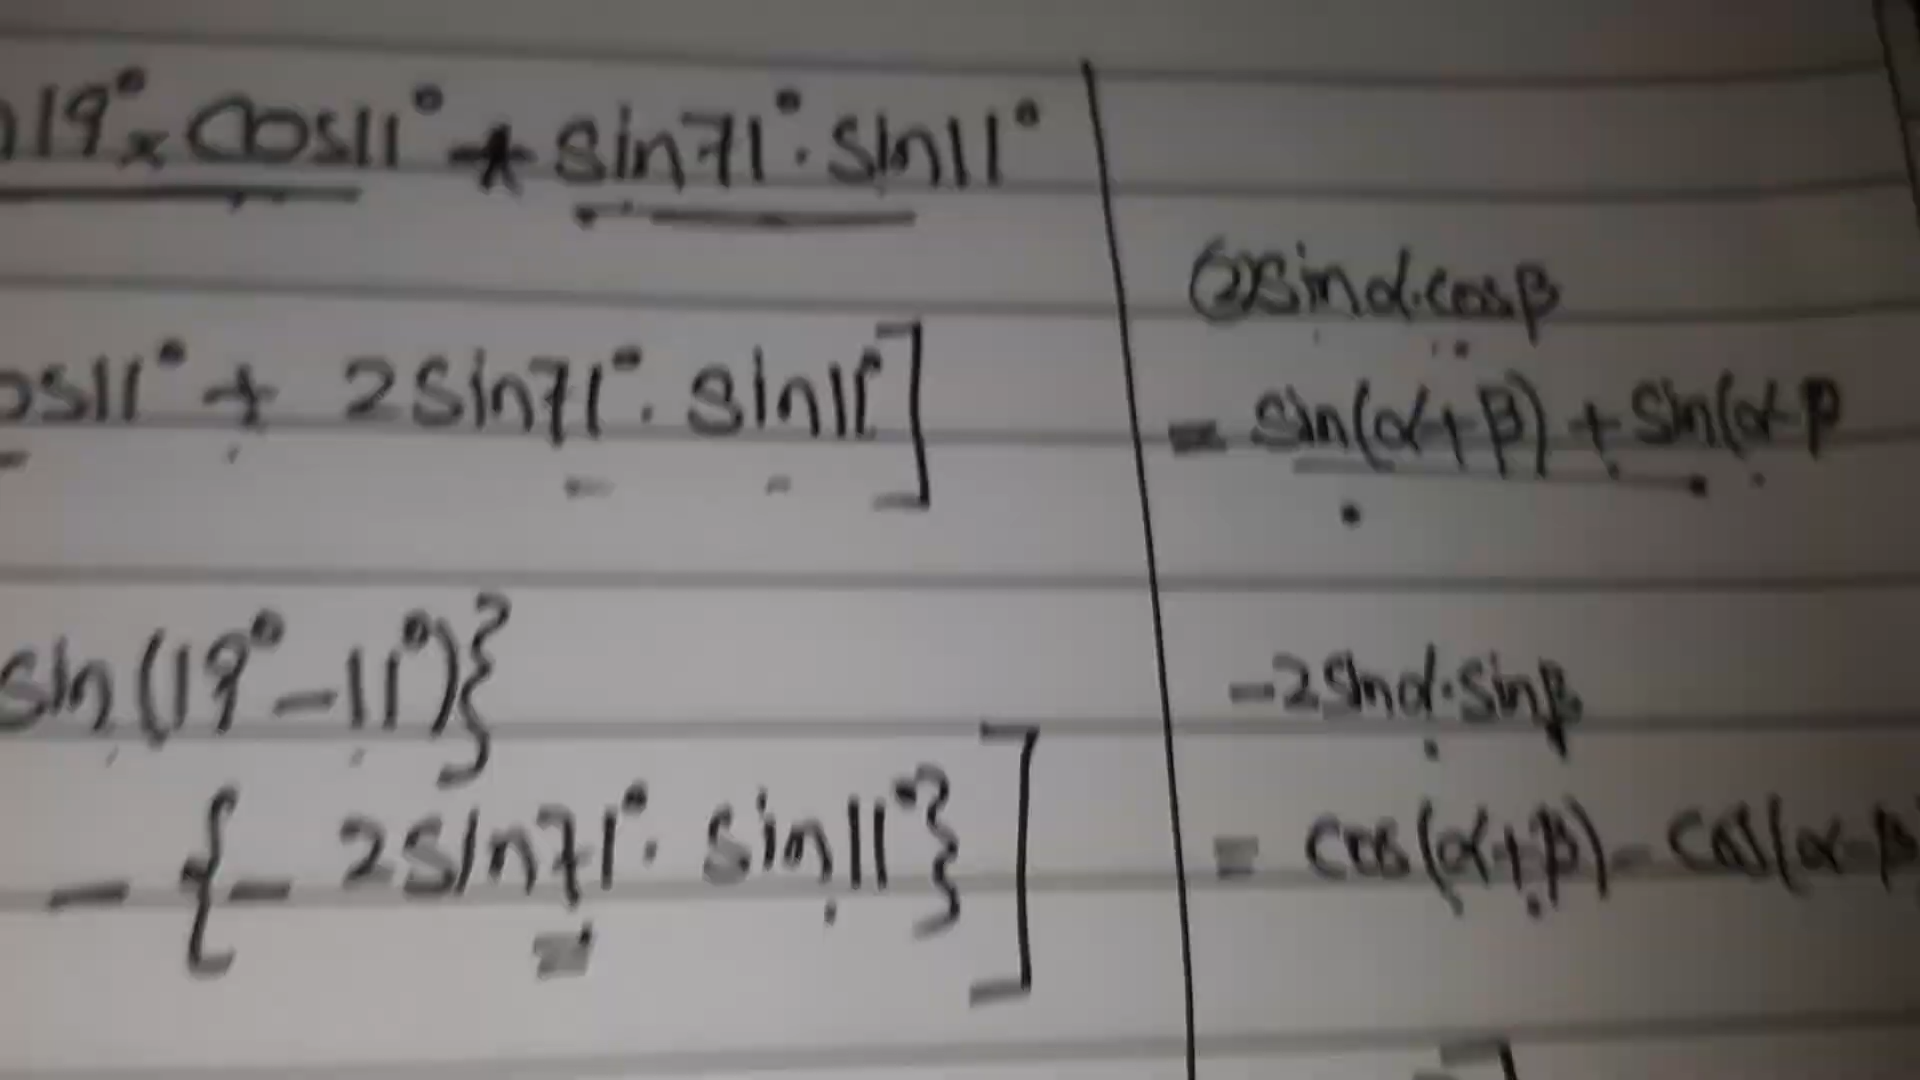 19° × cos11° + sin71° · sin11°
os11° + 2sin71° · sin11°]
sin(19° - 11°)}
- {- 2sin71° · sin11°}]
2sinα·cosβ
= sin(α+β) + sin(α-β
-2sinα·sinβ
= cos(α+β) - cos(α-β)